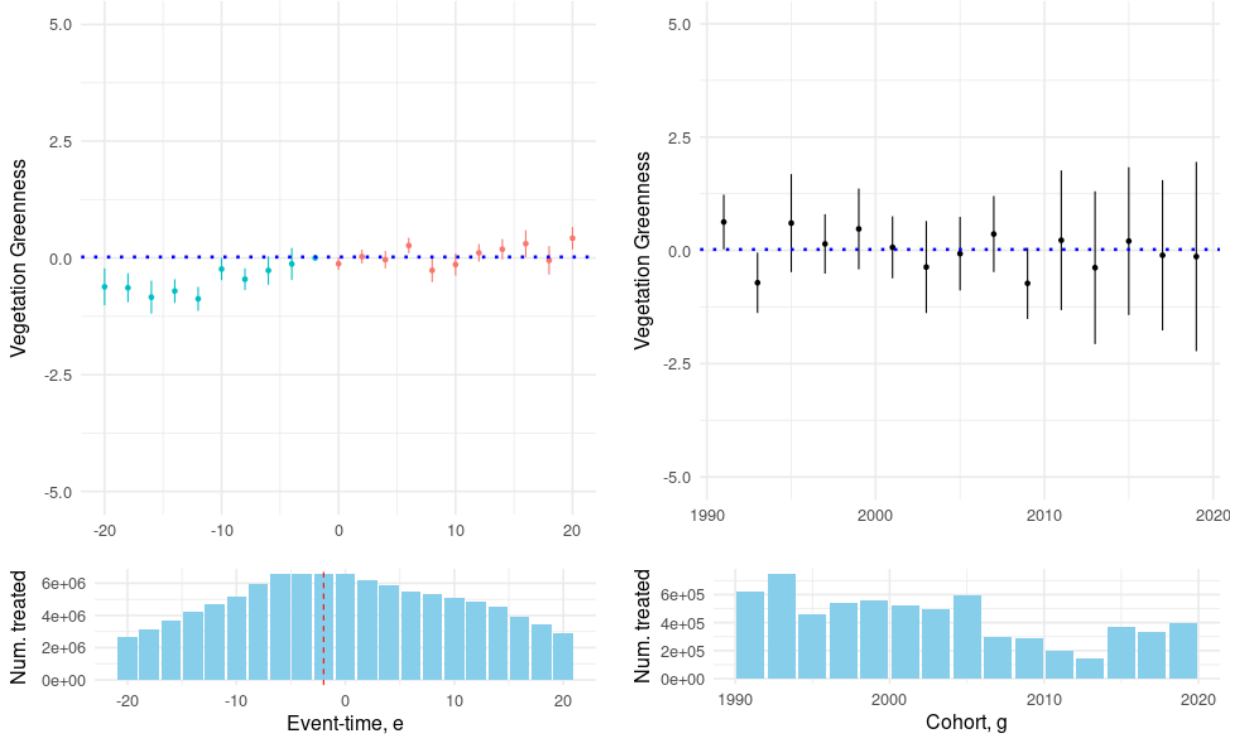 5.0
2.5
0.0
-2.5
-5.0
Vegetation Greenness
-20 -10 0 10 20
6e+06
4e+06
2e+06
0e+00
Num. treated
-20 -10 0 10 20
Event-time, e
5.0
2.5
0.0
-2.5
-5.0
Vegetation Greenness
1990 2000 2010 2020
6e+05
4e+05
2e+05
0e+00
Num. treated
1990 2000 2010 2020
Cohort, g